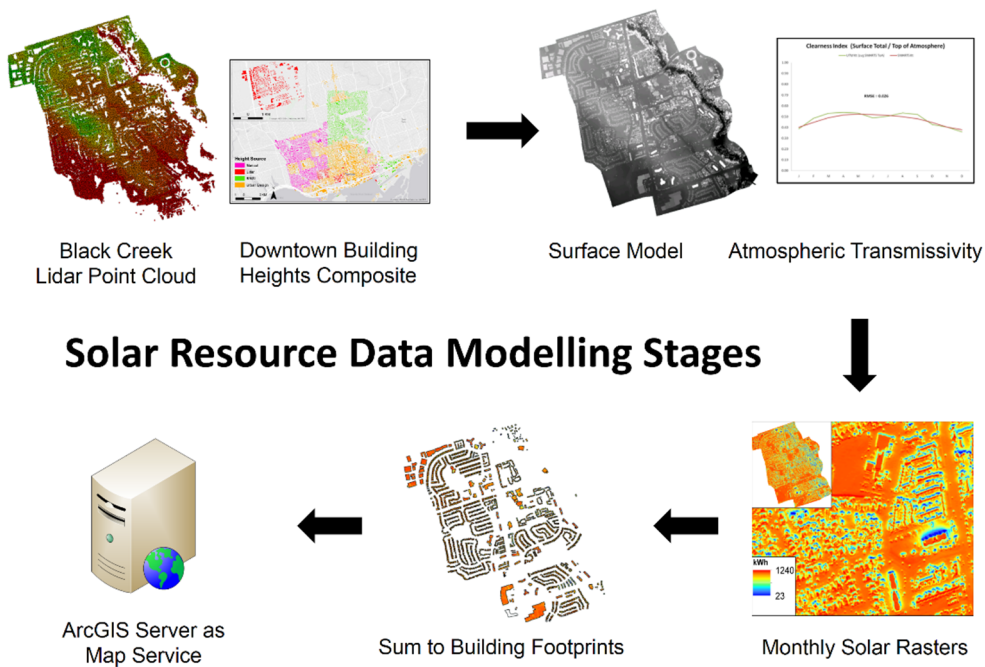 Clearness Index (Surface Total / Top of Atmosphere)
Height Source
Lidar
Black Creek
Lidar Point Cloud
Downtown Building
Heights Composite
Surface Model
Atmospheric Transmissivity
Solar Resource Data Modelling Stages
kWh
1240
23
ArcGIS Server as
Map Service
Sum to Building Footprints
Monthly Solar Rasters